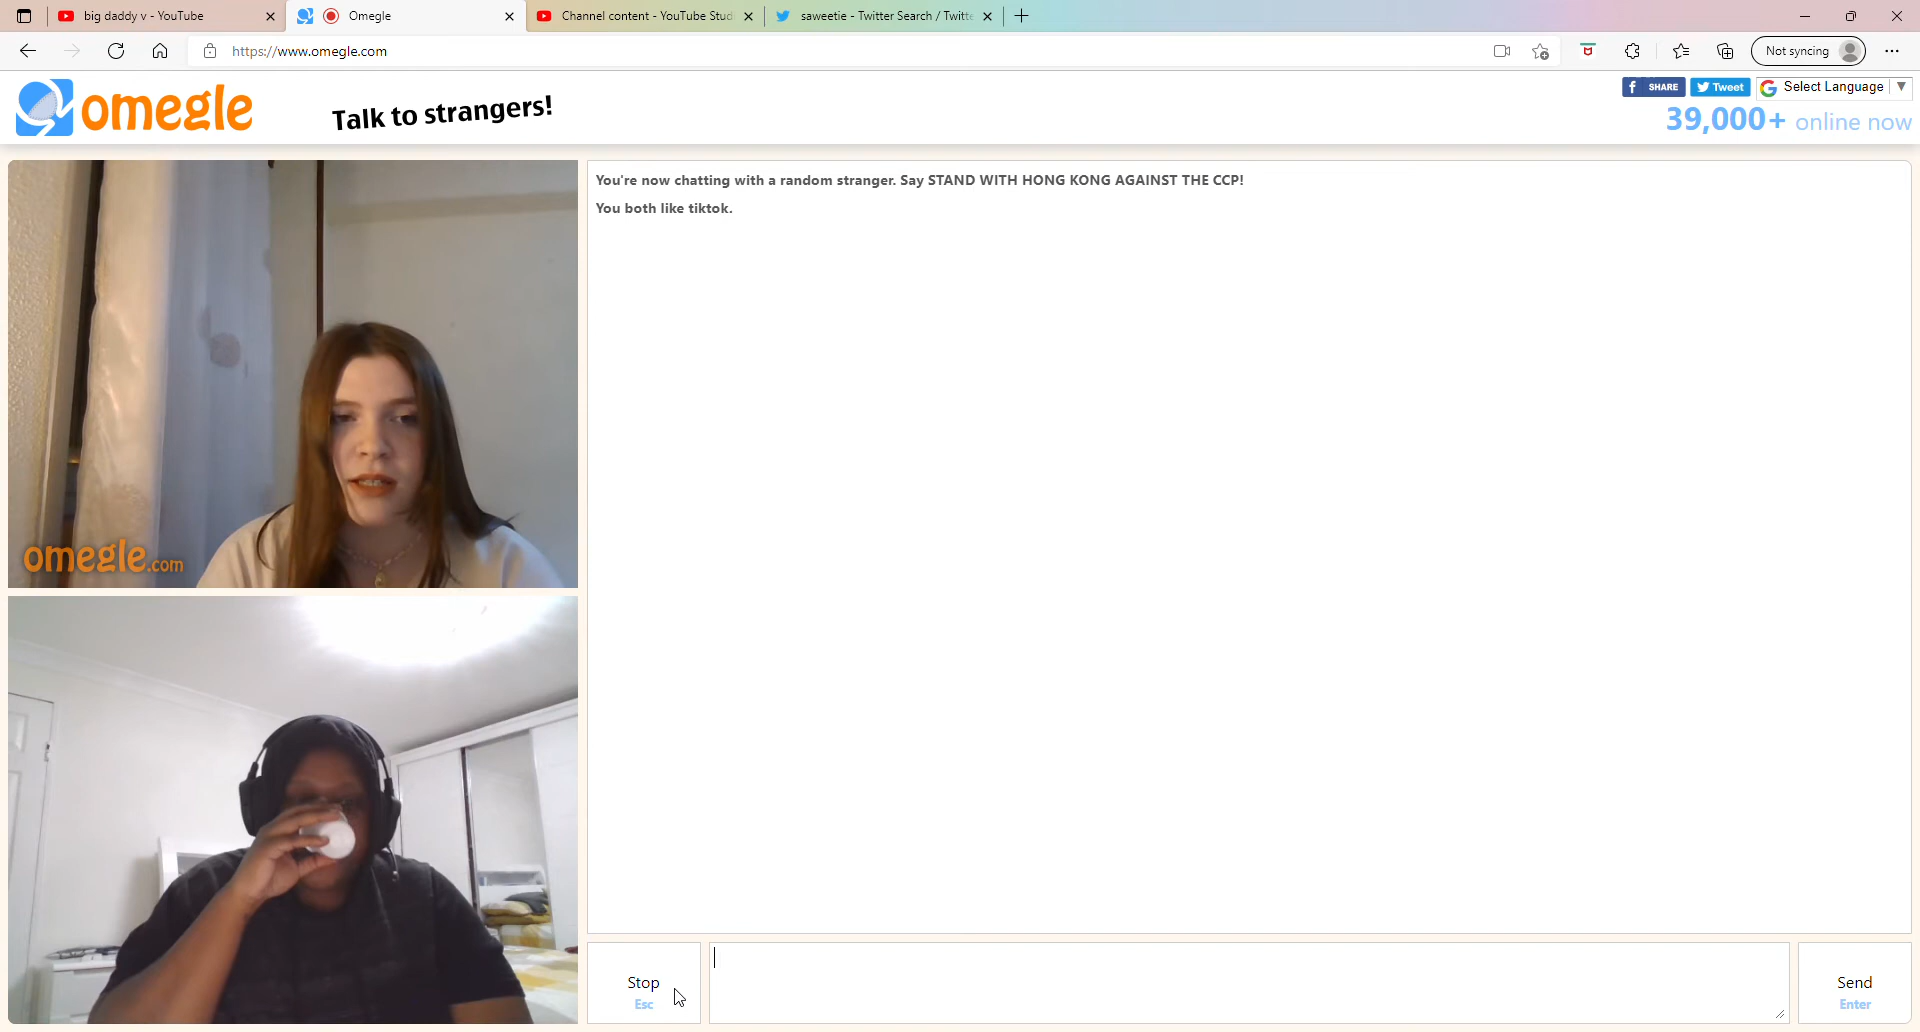 big daddy v - YouTube
Omegle
Channel content - YouTube Stud
saweetie - Twitter Search / Twitte
https://www.omegle.com
Not syncing
omegle
Talk to strangers!
SHARE
Tweet
Select Language
39,000+ online now
You're now chatting with a random stranger. Say STAND WITH HONG KONG AGAINST THE CCP!
You both like tiktok.
omegle.com
Stop
Esc
Send
Enter